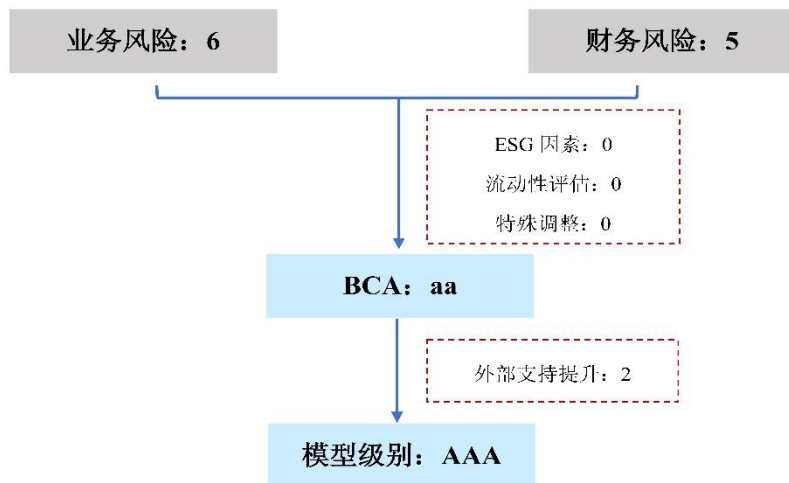 业务风险：6
财务风险：5
ESG 因素：0
流动性评估：0
特殊调整：0
BCA：aa
外部支持提升：2
模型级别：AAA